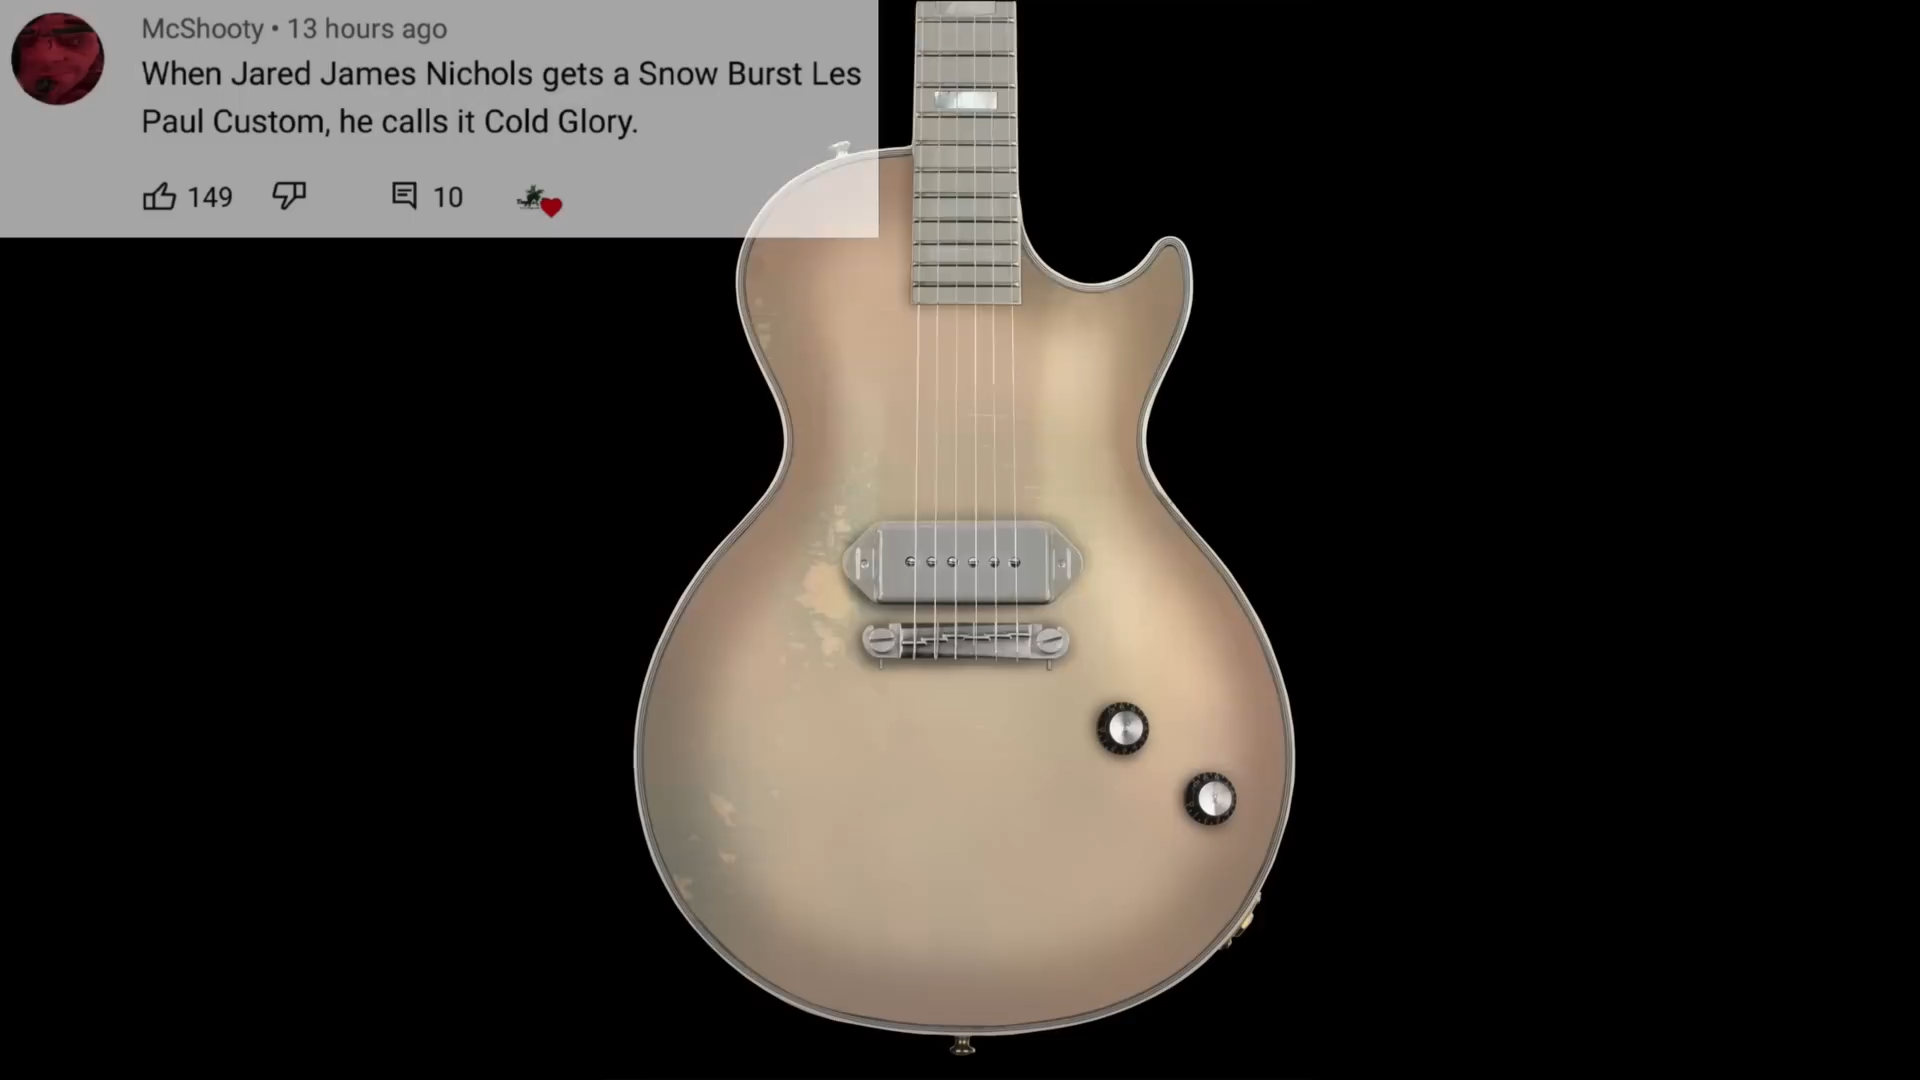 McShooty • 13 hours ago
When Jared James Nichols gets a Snow Burst Les
Paul Custom, he calls it Cold Glory.
149 10